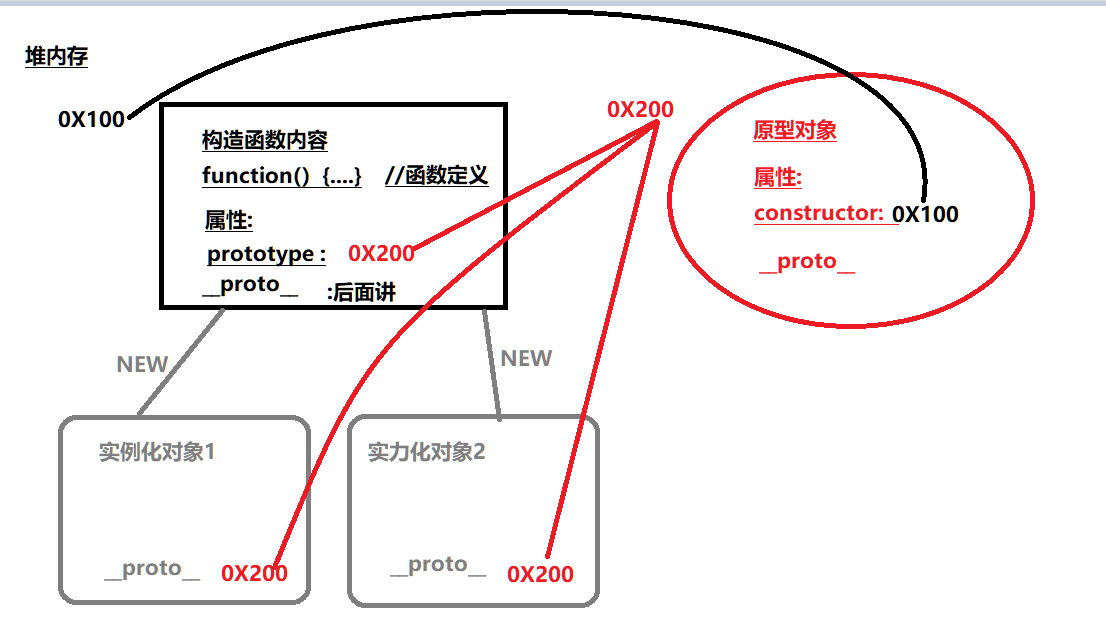 堆内存
0X100
0X200
构造函数内容
function() {....} //函数定义
属性:
prototype : 0X200
__proto__ :后面讲
原型对象
属性:
constructor: 0X100
__proto__
NEW
NEW
实例化对象1
__proto__ 0X200
实力化对象2
__proto__ 0X200